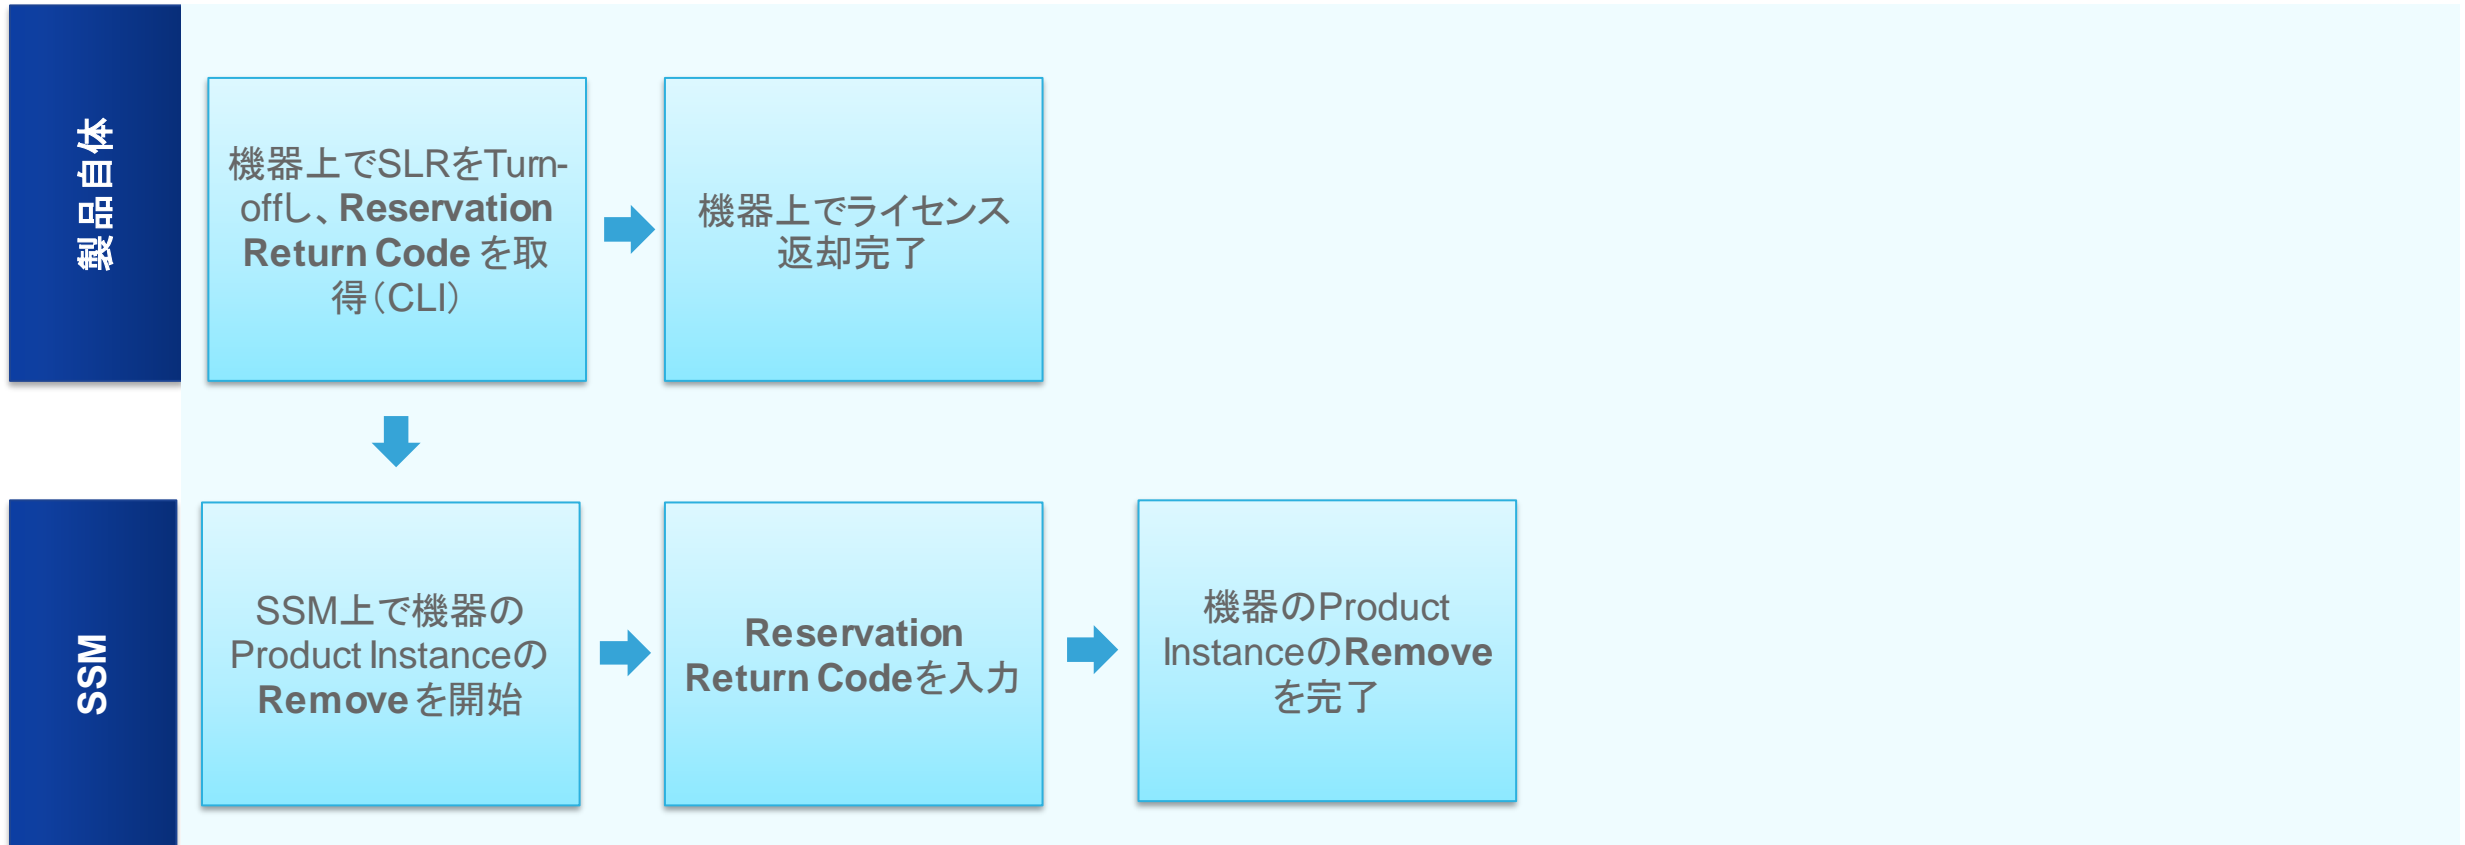 製品自体
機器上でSLRをTurn-
offし、Reservation
Return Code を取
得（CLI）
機器上でライセンス
返却完了
SSM
SSM上で機器の
Product Instanceの
Remove を開始
Reservation
Return Codeを入力
機器のProduct
InstanceのRemove
を完了